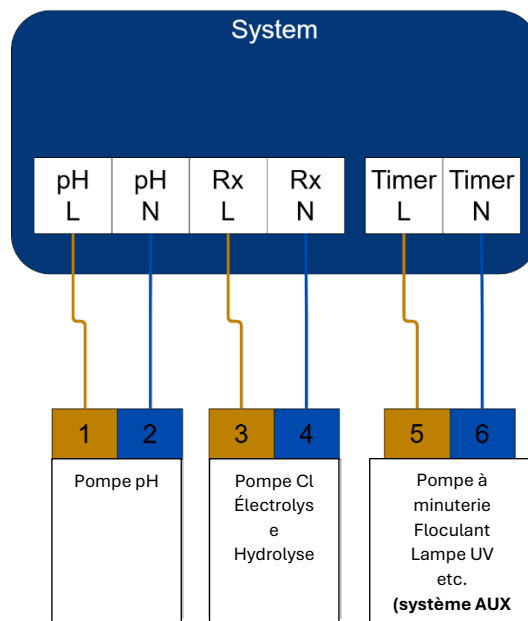 System
pH L
pH N
Rx L
Rx N
Timer L
Timer N
1
2
3
4
5
6
Pompe pH
Pompe Cl
Électrolys
e
Hydrolyse
Pompe à
minuterie
Floculant
Lampe UV
etc.
(système AUX